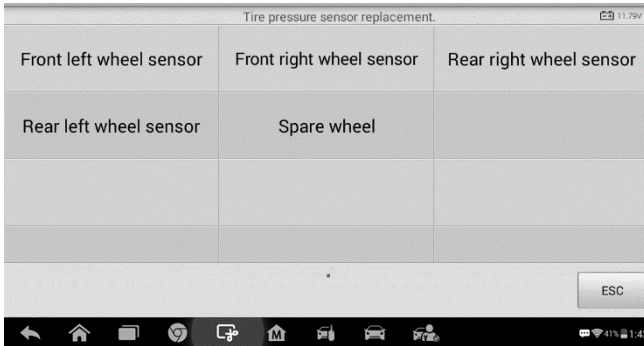 Tire pressure sensor replacement.
11.79V
Front left wheel sensor
Front right wheel sensor
Rear right wheel sensor
Rear left wheel sensor
Spare wheel
ESC
M
41%